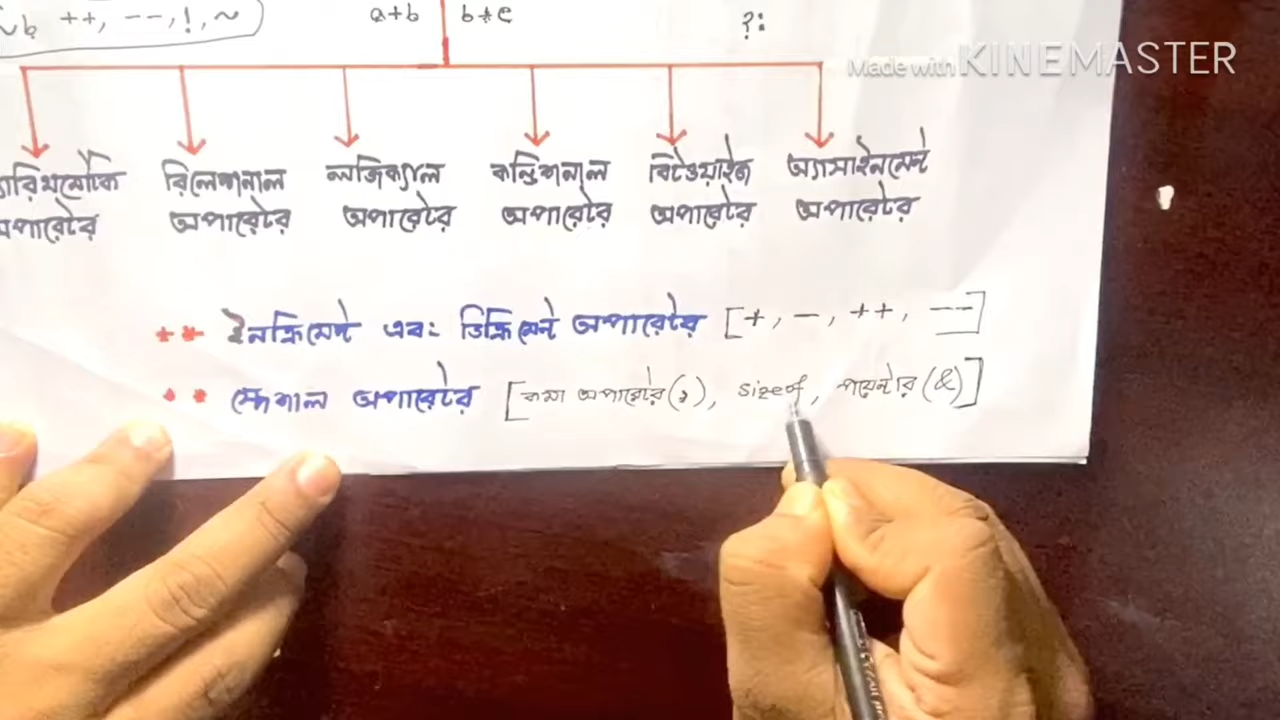 ++, --, !, ~ a+b b*c ?:
Made with KINEMASTER
রিলেশনাল লজিক্যাল কন্ডিশনাল বিটওয়াইজ অ্যাসাইনমেন্ট
অপারেটর অপারেটর অপারেটর অপারেটর অপারেটর অপারেটর
** ইনক্রিমেন্ট এবং ডিক্রিমেন্ট অপারেটর [+, -, ++, --]
** স্পেশাল অপারেটর [কমা অপারেটর (,), sizeof, পয়েন্টার (&)]